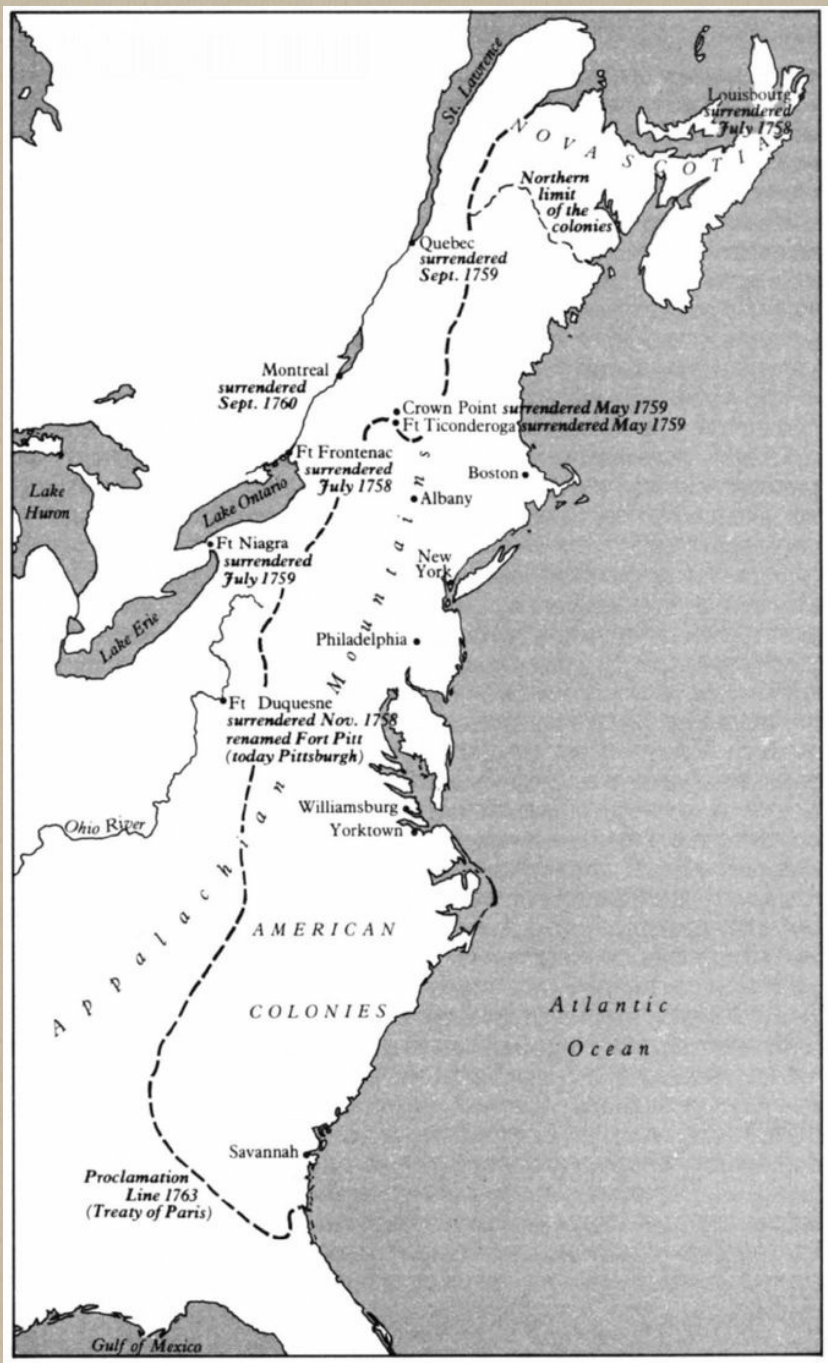 St. Lawrence
Louisbourg
surrendered
July 1758
NOVA SCOTIA
Northern
limit
of the
colonies
Quebec
surrendered
Sept. 1759
Montreal
surrendered
Sept. 1760
Crown Point surrendered May 1759
Ft Ticonderoga surrendered May 1759
Ft Frontenac
surrendered
July 1758
Boston
Lake
Huron
Lake Ontario
Albany
Ft Niagra
surrendered
July 1759
New
York
Lake Erie
Philadelphia
Ft Duquesne
surrendered Nov. 1758
renamed Fort Pitt
(today Pittsburgh)
Williamsburg
Ohio River
Yorktown
Appalachian Mountains
AMERICAN
COLONIES
Atlantic
Ocean
Savannah
Proclamation
Line 1763
(Treaty of Paris)
Gulf of Mexico